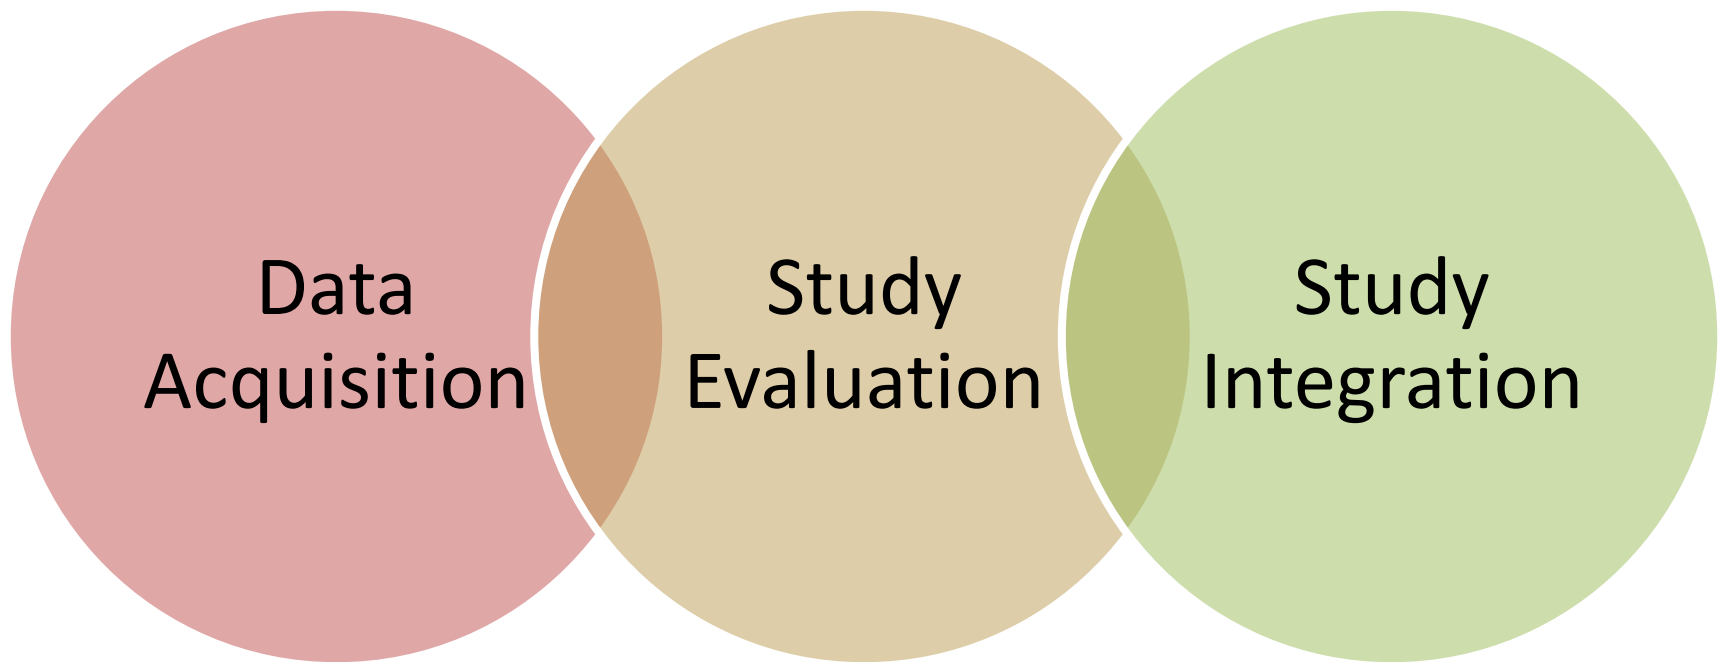 Data
Acquisition
Study
Evaluation
Study
Integration